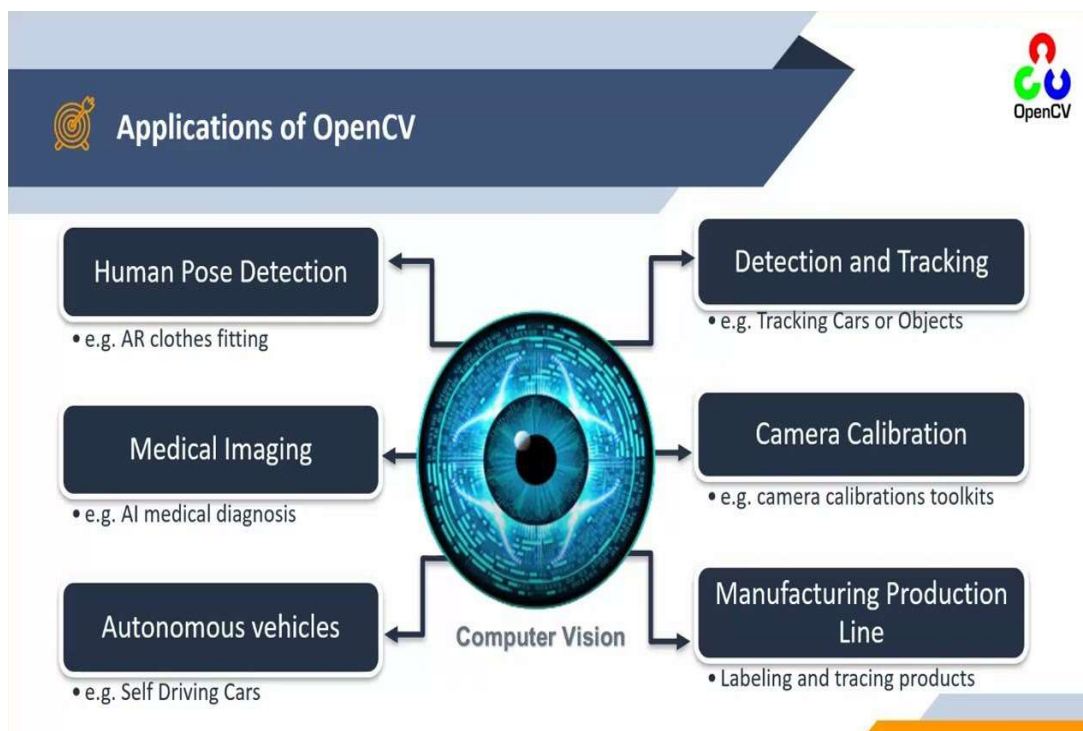 Applications of OpenCV
OpenCV
Human Pose Detection
• e.g. AR clothes fitting
Medical Imaging
• e.g. AI medical diagnosis
Autonomous vehicles
• e.g. Self Driving Cars
Computer Vision
Detection and Tracking
• e.g. Tracking Cars or Objects
Camera Calibration
• e.g. camera calibrations toolkits
Manufacturing Production
Line
• Labeling and tracing products